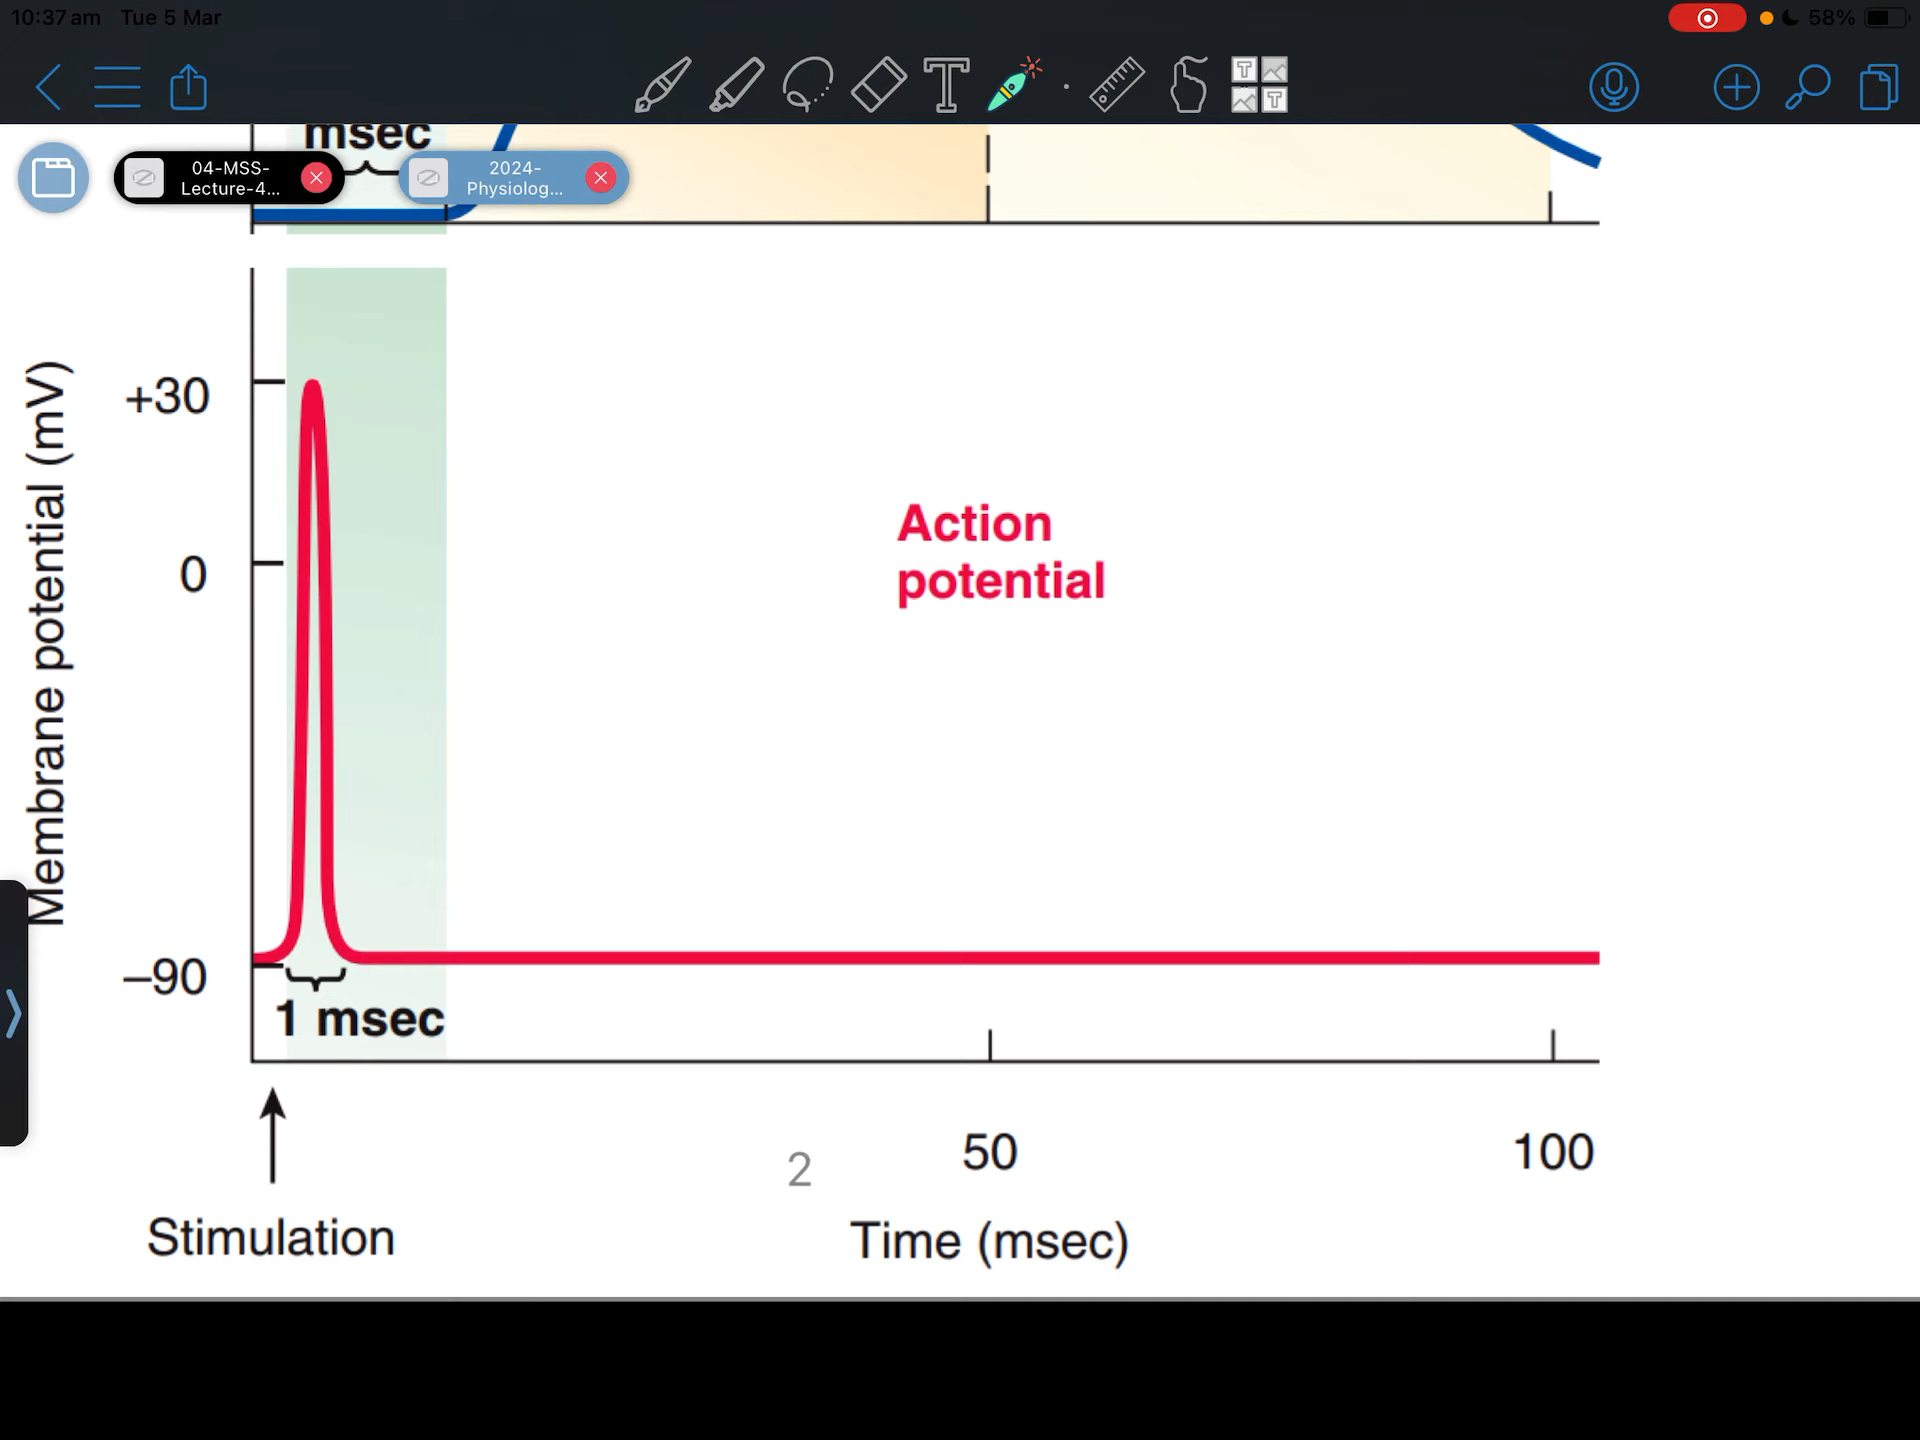 10:37 am Tue 5 Mar
58%
msec
04-MSS-
Lecture-4...
2024-
Physiolog...
Membrane potential (mV)
+30
0
–90
Action
potential
1 msec
50
100
2
Stimulation
Time (msec)